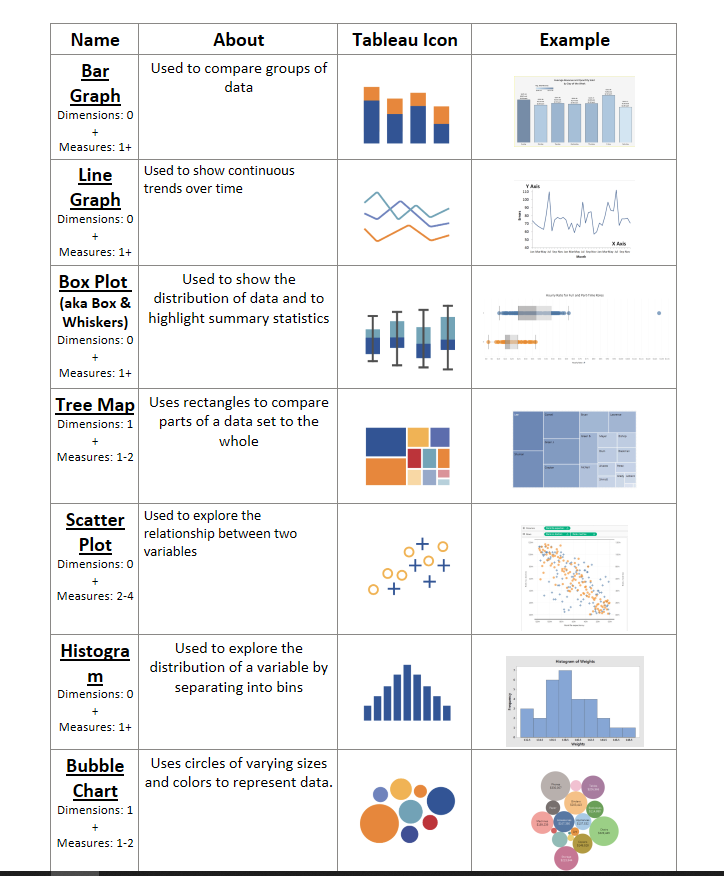 Name
About
Tableau Icon
Example
Bar
Graph
Dimensions: 0
+
Measures: 1+
Used to compare groups of
data
Line
Graph
Dimensions: 0
+
Measures: 1+
Used to show continuous
trends over time
Y Axis
X Axis
Month
Box Plot
(aka Box &
Whiskers)
Dimensions: 0
+
Measures: 1+
Used to show the
distribution of data and to
highlight summary statistics
Tree Map
Dimensions: 1
+
Measures: 1-2
Uses rectangles to compare
parts of a data set to the
whole
Scatter
Plot
Dimensions: 0
+
Measures: 2-4
Used to explore the
relationship between two
variables
Histogra
m
Dimensions: 0
+
Measures: 1+
Used to explore the
distribution of a variable by
separating into bins
Histogram of Weights
Frequency
Weights
Bubble
Chart
Dimensions: 1
+
Measures: 1-2
Uses circles of varying sizes
and colors to represent data.